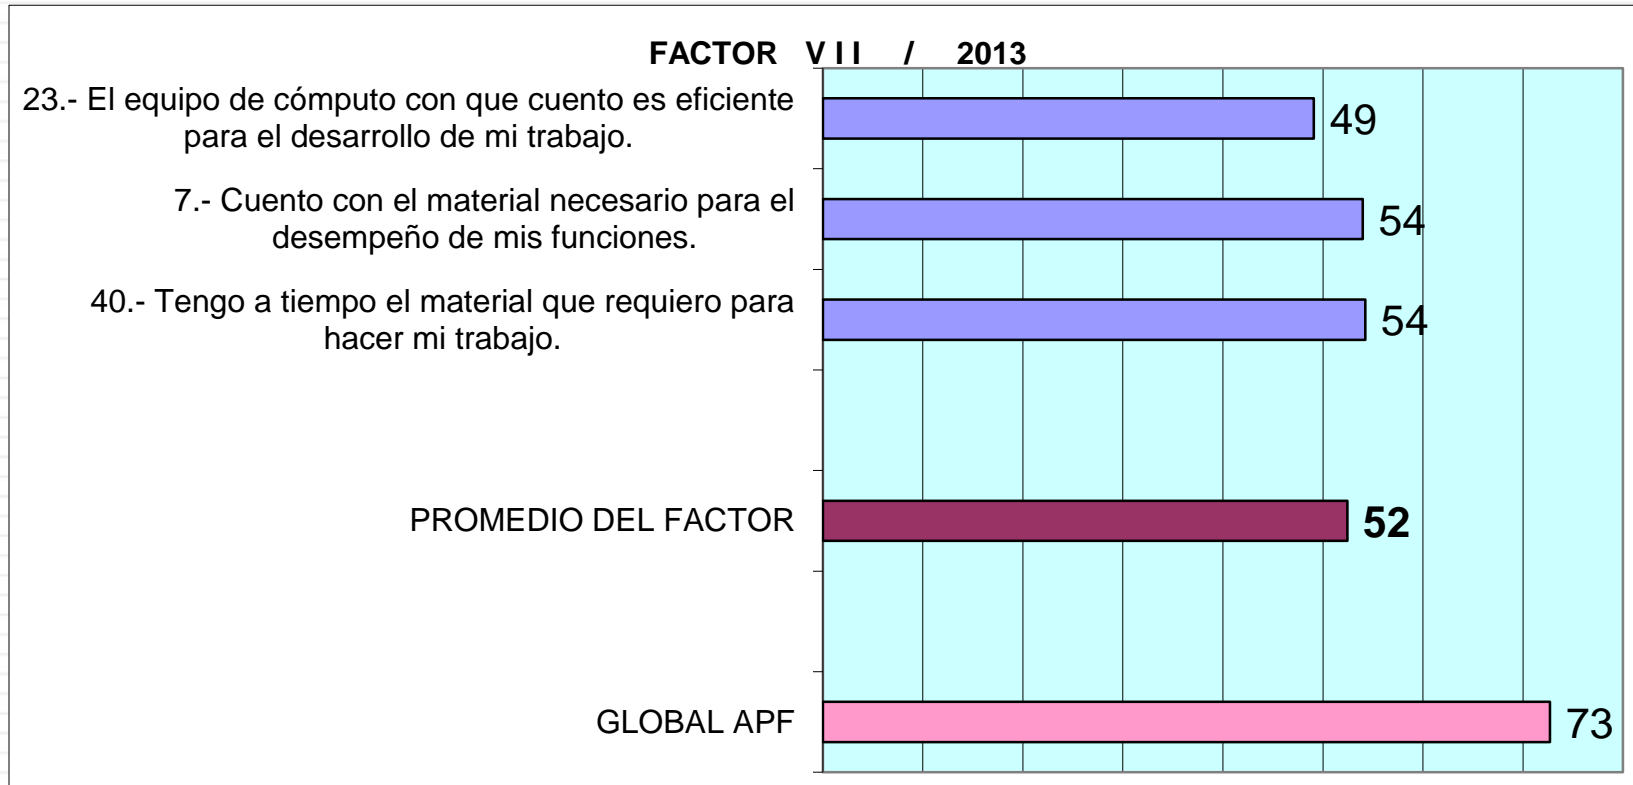 FACTOR V I I / 2013
23.- El equipo de cómputo con que cuento es eficiente
para el desarrollo de mi trabajo.
49
7.- Cuento con el material necesario para el
desempeño de mis funciones.
54
40.- Tengo a tiempo el material que requiero para
hacer mi trabajo.
54
PROMEDIO DEL FACTOR
52
GLOBAL APF
73